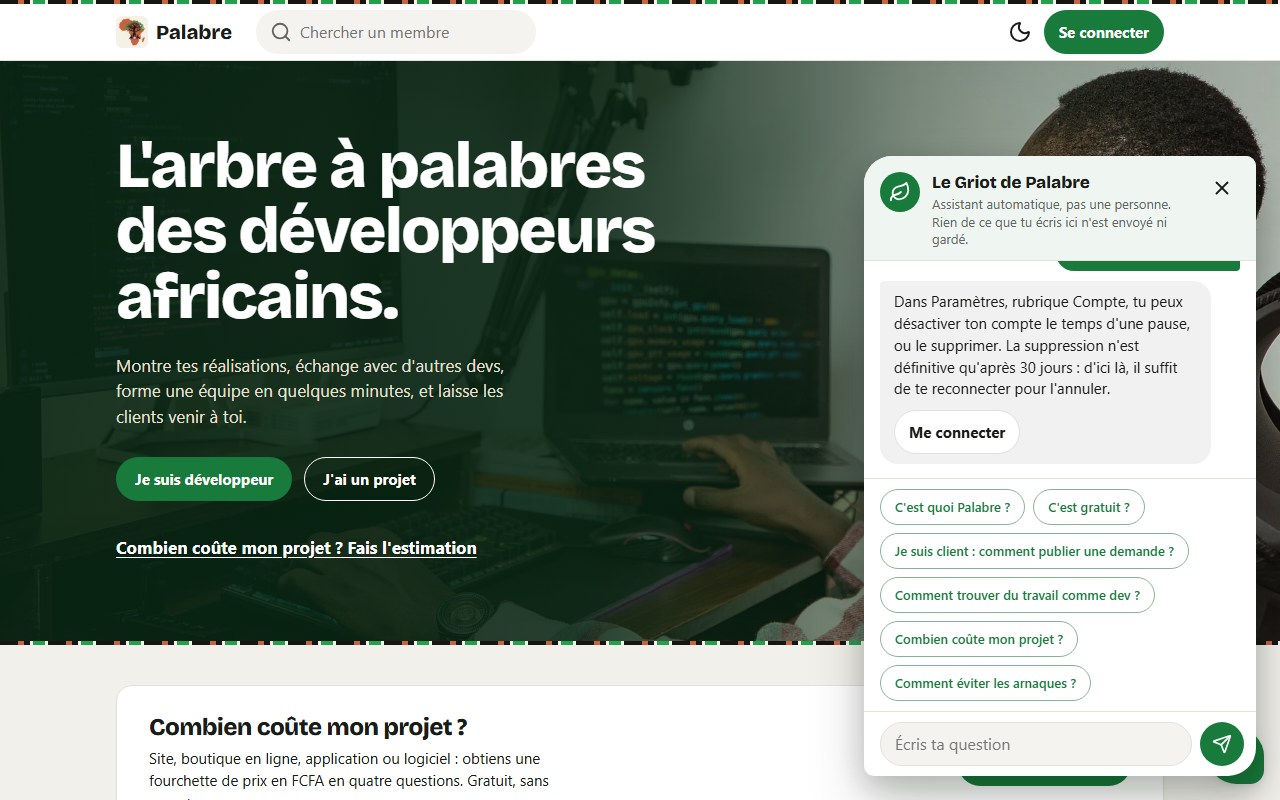 Palabre
Chercher un membre
Se connecter
L'arbre à palabres
des développeurs
africains.
Montre tes réalisations, échange avec d'autres devs,
forme une équipe en quelques minutes, et laisse les
clients venir à toi.
Je suis développeur
J'ai un projet
Combien coûte mon projet ? Fais l'estimation
Combien coûte mon projet ?
Site, boutique en ligne, application ou logiciel : obtiens une
fourchette de prix en FCFA en quatre questions. Gratuit, sans
Le Griot de Palabre
Assistant automatique, pas une personne.
Rien de ce que tu écris ici n'est envoyé ni
gardé.
Dans Paramètres, rubrique Compte, tu peux
désactiver ton compte le temps d'une pause,
ou le supprimer. La suppression n'est
définitive qu'après 30 jours : d'ici là, il suffit
de te reconnecter pour l'annuler.
Me connecter
C'est quoi Palabre ?
C'est gratuit ?
Je suis client : comment publier une demande ?
Comment trouver du travail comme dev ?
Combien coûte mon projet ?
Comment éviter les arnaques ?
Écris ta question